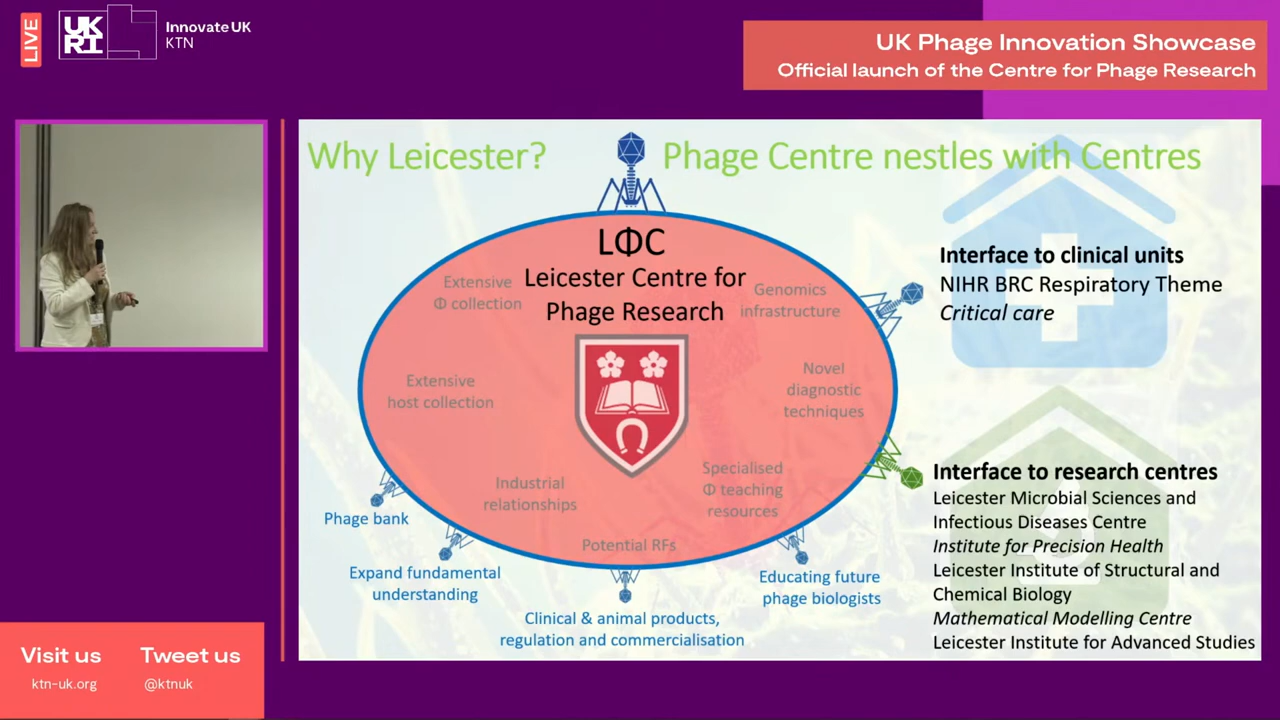 LIVE
UK
RI
Innovate UK
KTN
UK Phage Innovation Showcase
Official launch of the Centre for Phage Research
Why Leicester?
Phage Centre nestles with Centres
LΦC
Leicester Centre for
Phage Research
Extensive
Φ collection
Genomics
infrastructure
Extensive
host collection
Novel
diagnostic
techniques
Industrial
relationships
Specialised
Φ teaching
resources
Potential RFs
Phage bank
Expand fundamental
understanding
Clinical & animal products,
regulation and commercialisation
Educating future
phage biologists
Interface to clinical units
NIHR BRC Respiratory Theme
Critical care
Interface to research centres
Leicester Microbial Sciences and
Infectious Diseases Centre
Institute for Precision Health
Leicester Institute of Structural and
Chemical Biology
Mathematical Modelling Centre
Leicester Institute for Advanced Studies
Visit us
ktn-uk.org
Tweet us
@ktnuk